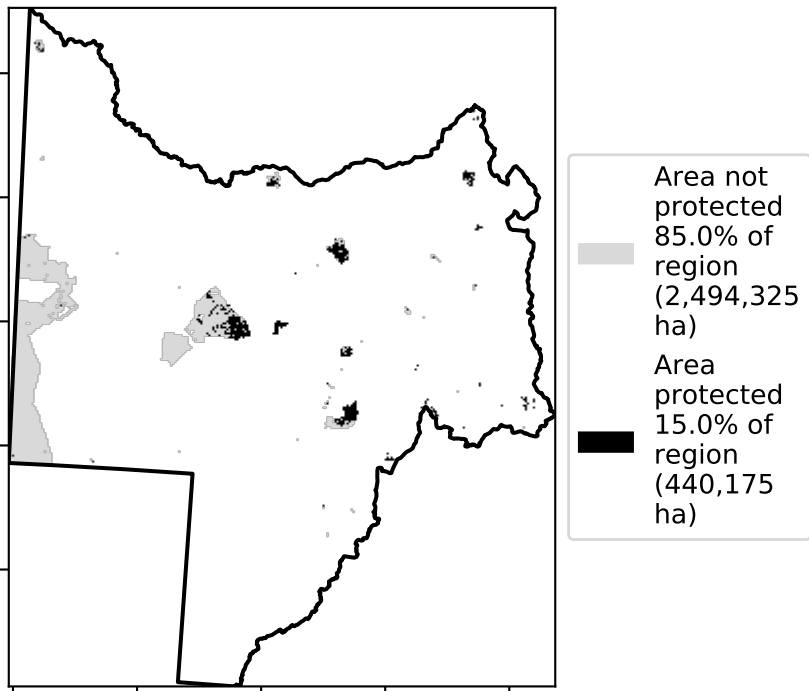 Area not
protected
85.0% of
region
(2,494,325
ha)
Area
protected
15.0% of
region
(440,175
ha)